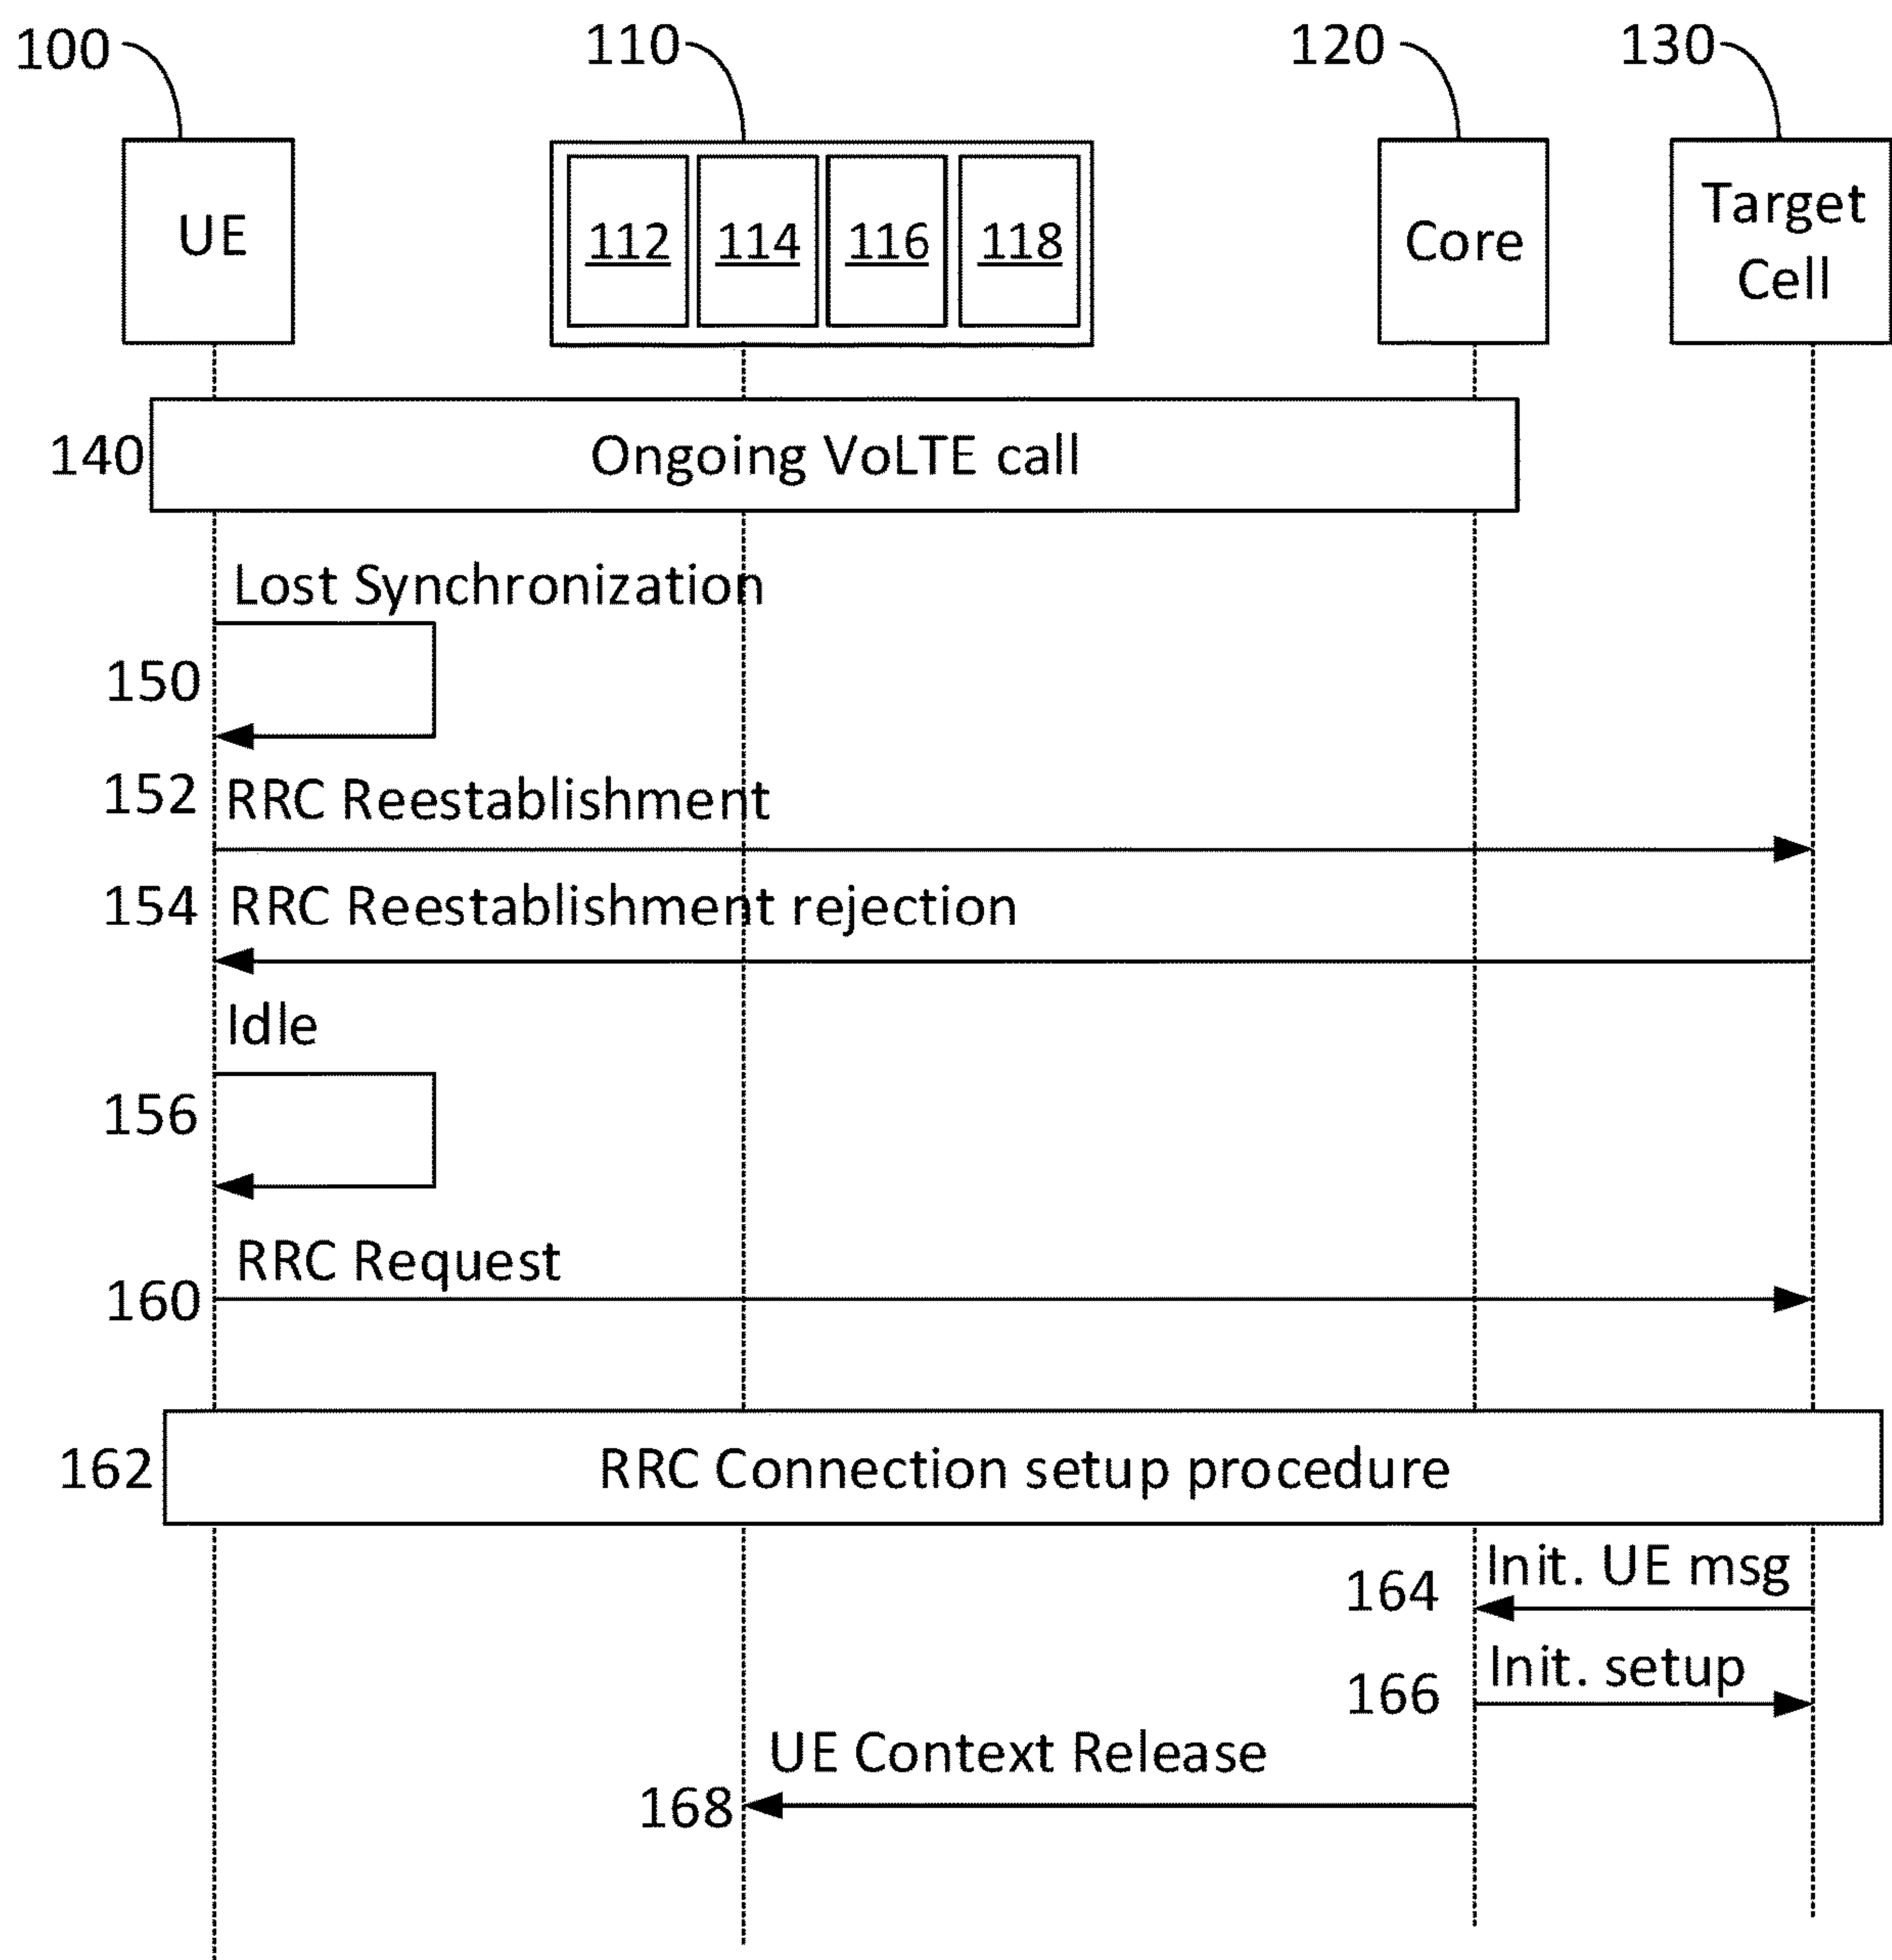 100
110
120
130
UE
112
114
116
118
Core
Target
Cell
140
Ongoing VoLTE call
Lost Synchronization
150
152
RRC Reestablishment
154
RRC Reestablishment rejection
Idle
156
RRC Request
160
162
RRC Connection setup procedure
Init. UE msg
164
Init. setup
166
UE Context Release
168